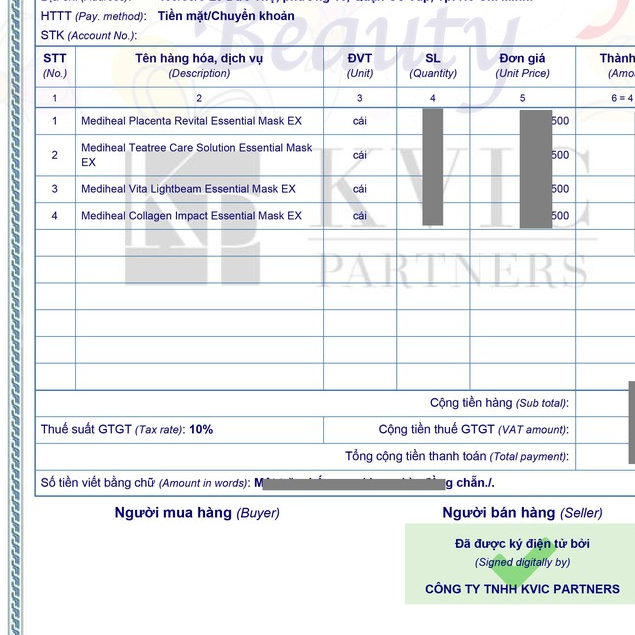 HTTT (Pay. method): Tiền mặt/Chuyển khoản
STK (Account No.):
STT Tên hàng hóa, dịch vụ ĐVT SL Đơn giá Thành
(No.) (Description) (Unit) (Quantity) (Unit Price)
1 2 3 4 5 6 = 4
1 Mediheal Placenta Revital Essential Mask EX cái 500
2 Mediheal Teatree Care Solution Essential Mask EX cái 500
3 Mediheal Vita Lightbeam Essential Mask EX cái 500
4 Mediheal Collagen Impact Essential Mask EX cái 500
Beauty
KVIC
PARTNERS
Cộng tiền hàng (Sub total):
Thuế suất GTGT (Tax rate): 10% Cộng tiền thuế GTGT (VAT amount):
Tổng cộng tiền thanh toán (Total payment):
Số tiền viết bằng chữ (Amount in words): chẵn./.
Người mua hàng (Buyer) Người bán hàng (Seller)
Đã được ký điện tử bởi
(Signed digitally by)
CÔNG TY TNHH KVIC PARTNERS